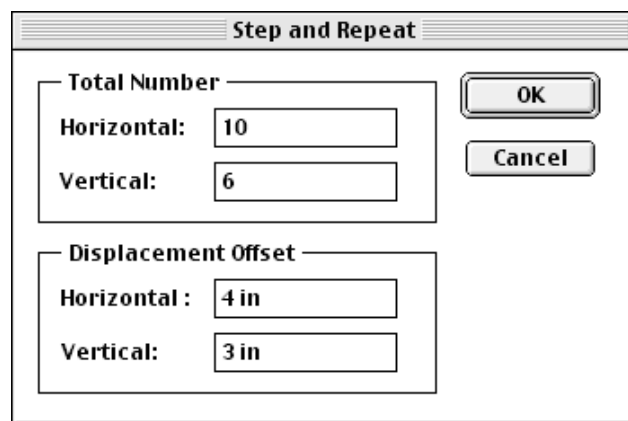 Step and Repeat
Total Number
Horizontal: 10
Vertical: 6
OK
Cancel
Displacement Offset
Horizontal : 4 in
Vertical: 3 in